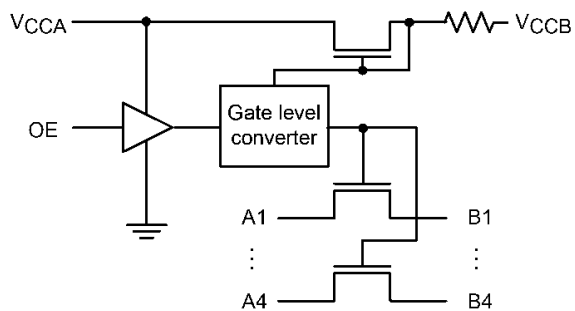 VCCA
VCCB
OE
Gate level
converter
A1
B1
⋮
⋮
A4
B4